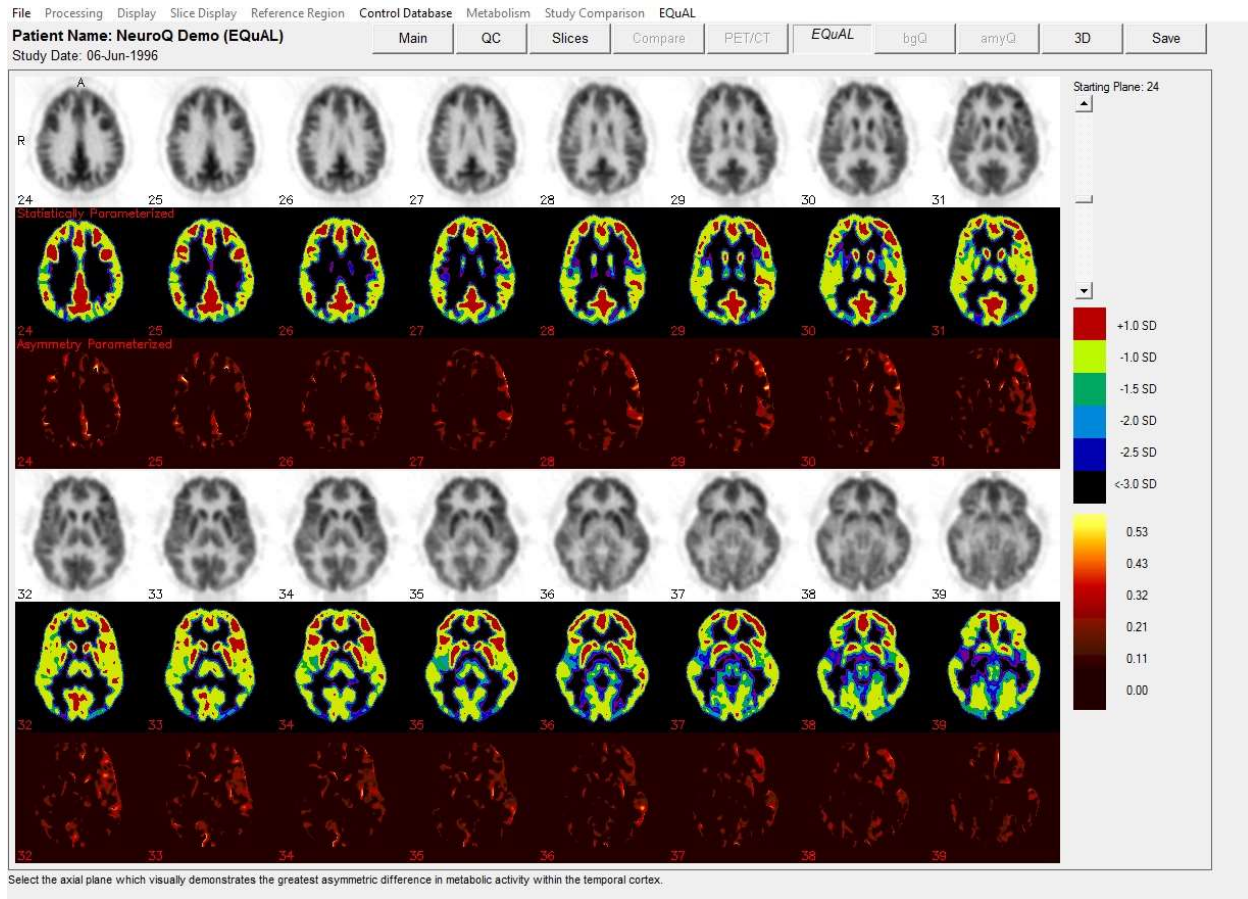 File Processing Display Slice Display Reference Region Control Database Metabolism Study Comparison EQuAL
Patient Name: NeuroQ Demo (EQuAL)
Study Date: 06-Jun-1996
Main QC Slices Compare PET/CT EQuAL bgQ amyQ 3D Save
A
R
24 25 26 27 28 29 30 31
Statistically Parameterized
24 25 26 27 28 29 30 31
Asymmetry Parameterized
24 25 26 27 28 29 30 31
32 33 34 35 36 37 38 39
32 33 34 35 36 37 38 39
32 33 34 35 36 37 38 39
Starting Plane: 24
+1.0 SD
-1.0 SD
-1.5 SD
-2.0 SD
-2.5 SD
<-3.0 SD
0.53
0.43
0.32
0.21
0.11
0.00
Select the axial plane which visually demonstrates the greatest asymmetric difference in metabolic activity within the temporal cortex.